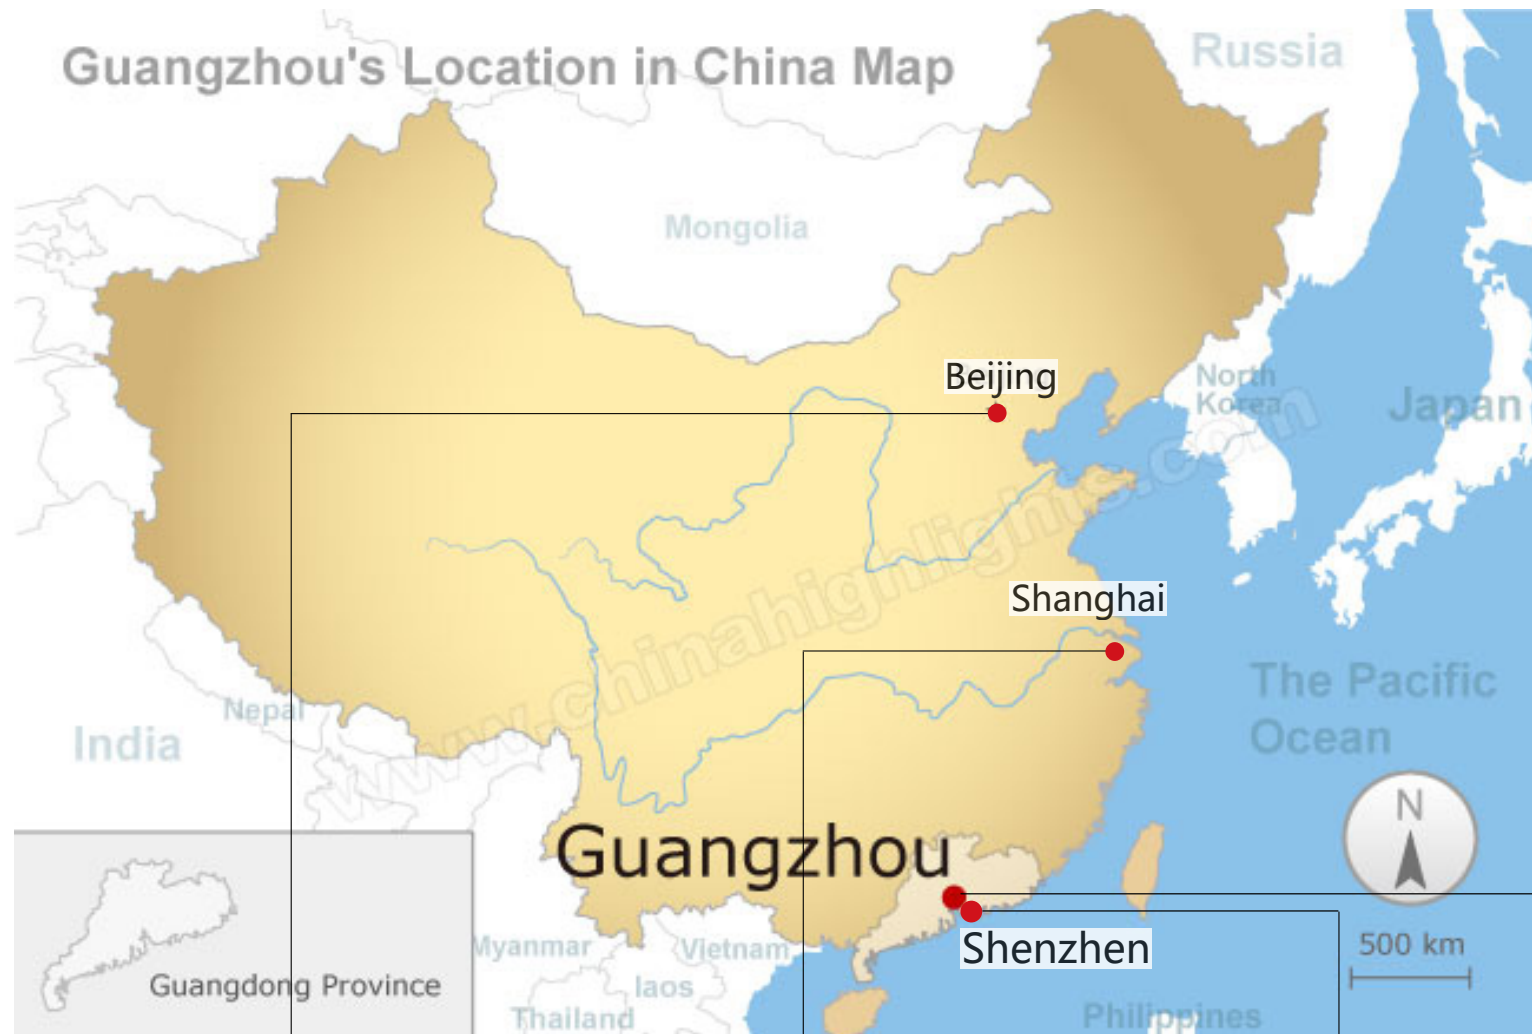 Guangzhou's Location in China Map
Russia
Mongolia
Beijing
North
Korea
Japan
www.chinahighlights.com
Shanghai
The Pacific
Ocean
Nepal
India
N
Guangzhou
500 km
Shenzhen
Myanmar
Vietnam
laos
Thailand
Philippines
Guangdong Province